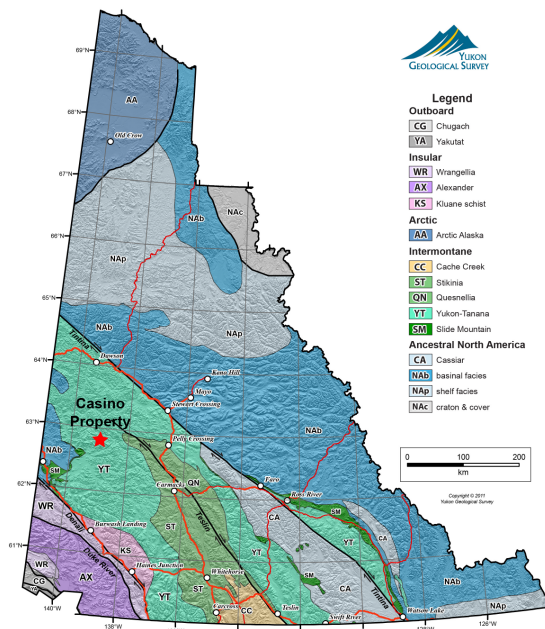 YUKON
GEOLOGICAL SURVEY
Legend
Outboard
CG Chugach
YA Yakutat
Insular
WR Wrangellia
AX Alexander
KS Kluane schist
Arctic
AA Arctic Alaska
Intermontane
CC Cache Creek
ST Stikinia
QN Quesnellia
YT Yukon-Tanana
SM Slide Mountain
Ancestral North America
CA Cassiar
NAb basinal facies
NAp shelf facies
NAc craton & cover
0 100 200
km
Copyright © 2011
Yukon Geological Survey
69°N
AA
68°N
Old Crow
67°N
NAb
NAc
66°N
NAp
65°N
NAb
NAp
Tintina
64°N
Dawson
Keno Hill
Mayo
Stewart Crossing
Casino
Property
63°N
NAb
Pelly Crossing
NAb
SM
YT
Faro
62°N
Carmacks
QN
Ross River
WR
SM
CA
CA
Denali
Burwash Landing
ST
Teslin
61°N
KS
YT
Duke River
WR
AX
Haines Junction
Whitehorse
SM
CA
NAb
CG
YT
ST
Tintina
NAp
YA
Carcross
CC
Teslin
Swift River
Watson Lake
140°W
138°W
128°W
126°W